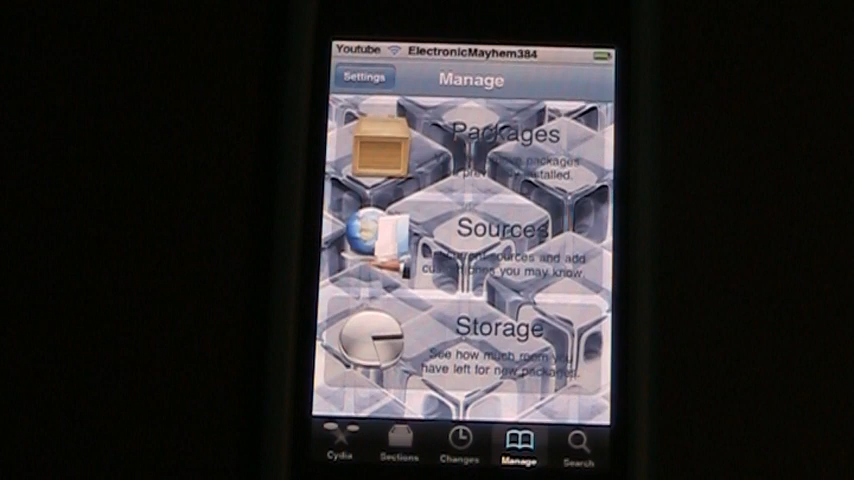 Youtube ElectronicMayhem384
Settings
Manage
Packages
packages
installed.
Sources
sources and add
ones you may know.
Storage
See how much room you
have left for new packages.
Cydia
Sections
Changes
Manage
Search